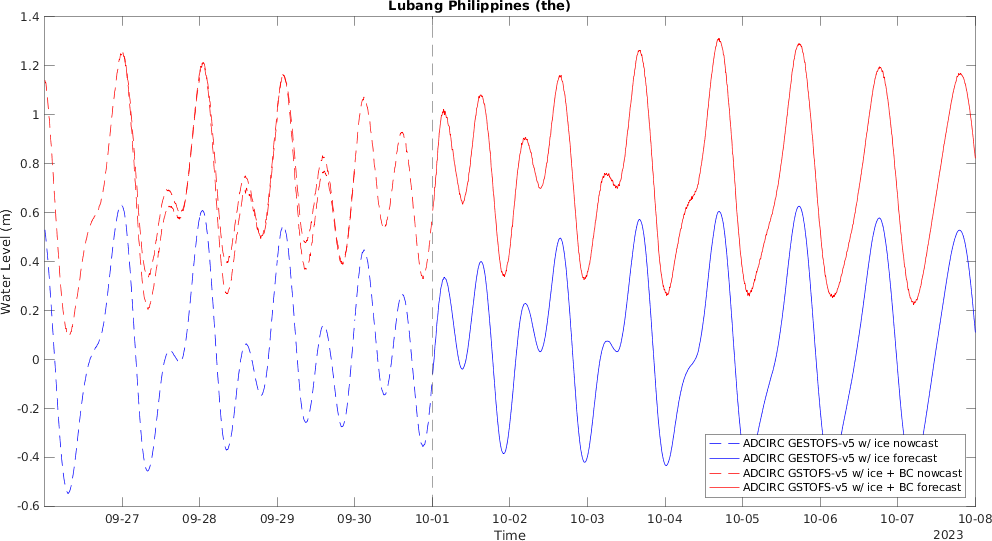 Lubang Philippines (the)
1.4
1.2
1
0.8
0.6
0.4
0.2
0
-0.2
-0.4
-0.6
Water Level (m)
ADCIRC GESTOFS-v5 w/ ice nowcast
ADCIRC GESTOFS-v5 w/ ice forecast
ADCIRC GSTOFS-v5 w/ ice + BC nowcast
ADCIRC GSTOFS-v5 w/ ice + BC forecast
09-27 09-28 09-29 09-30 10-01 10-02 10-03 10-04 10-05 10-06 10-07 10-08
Time
2023